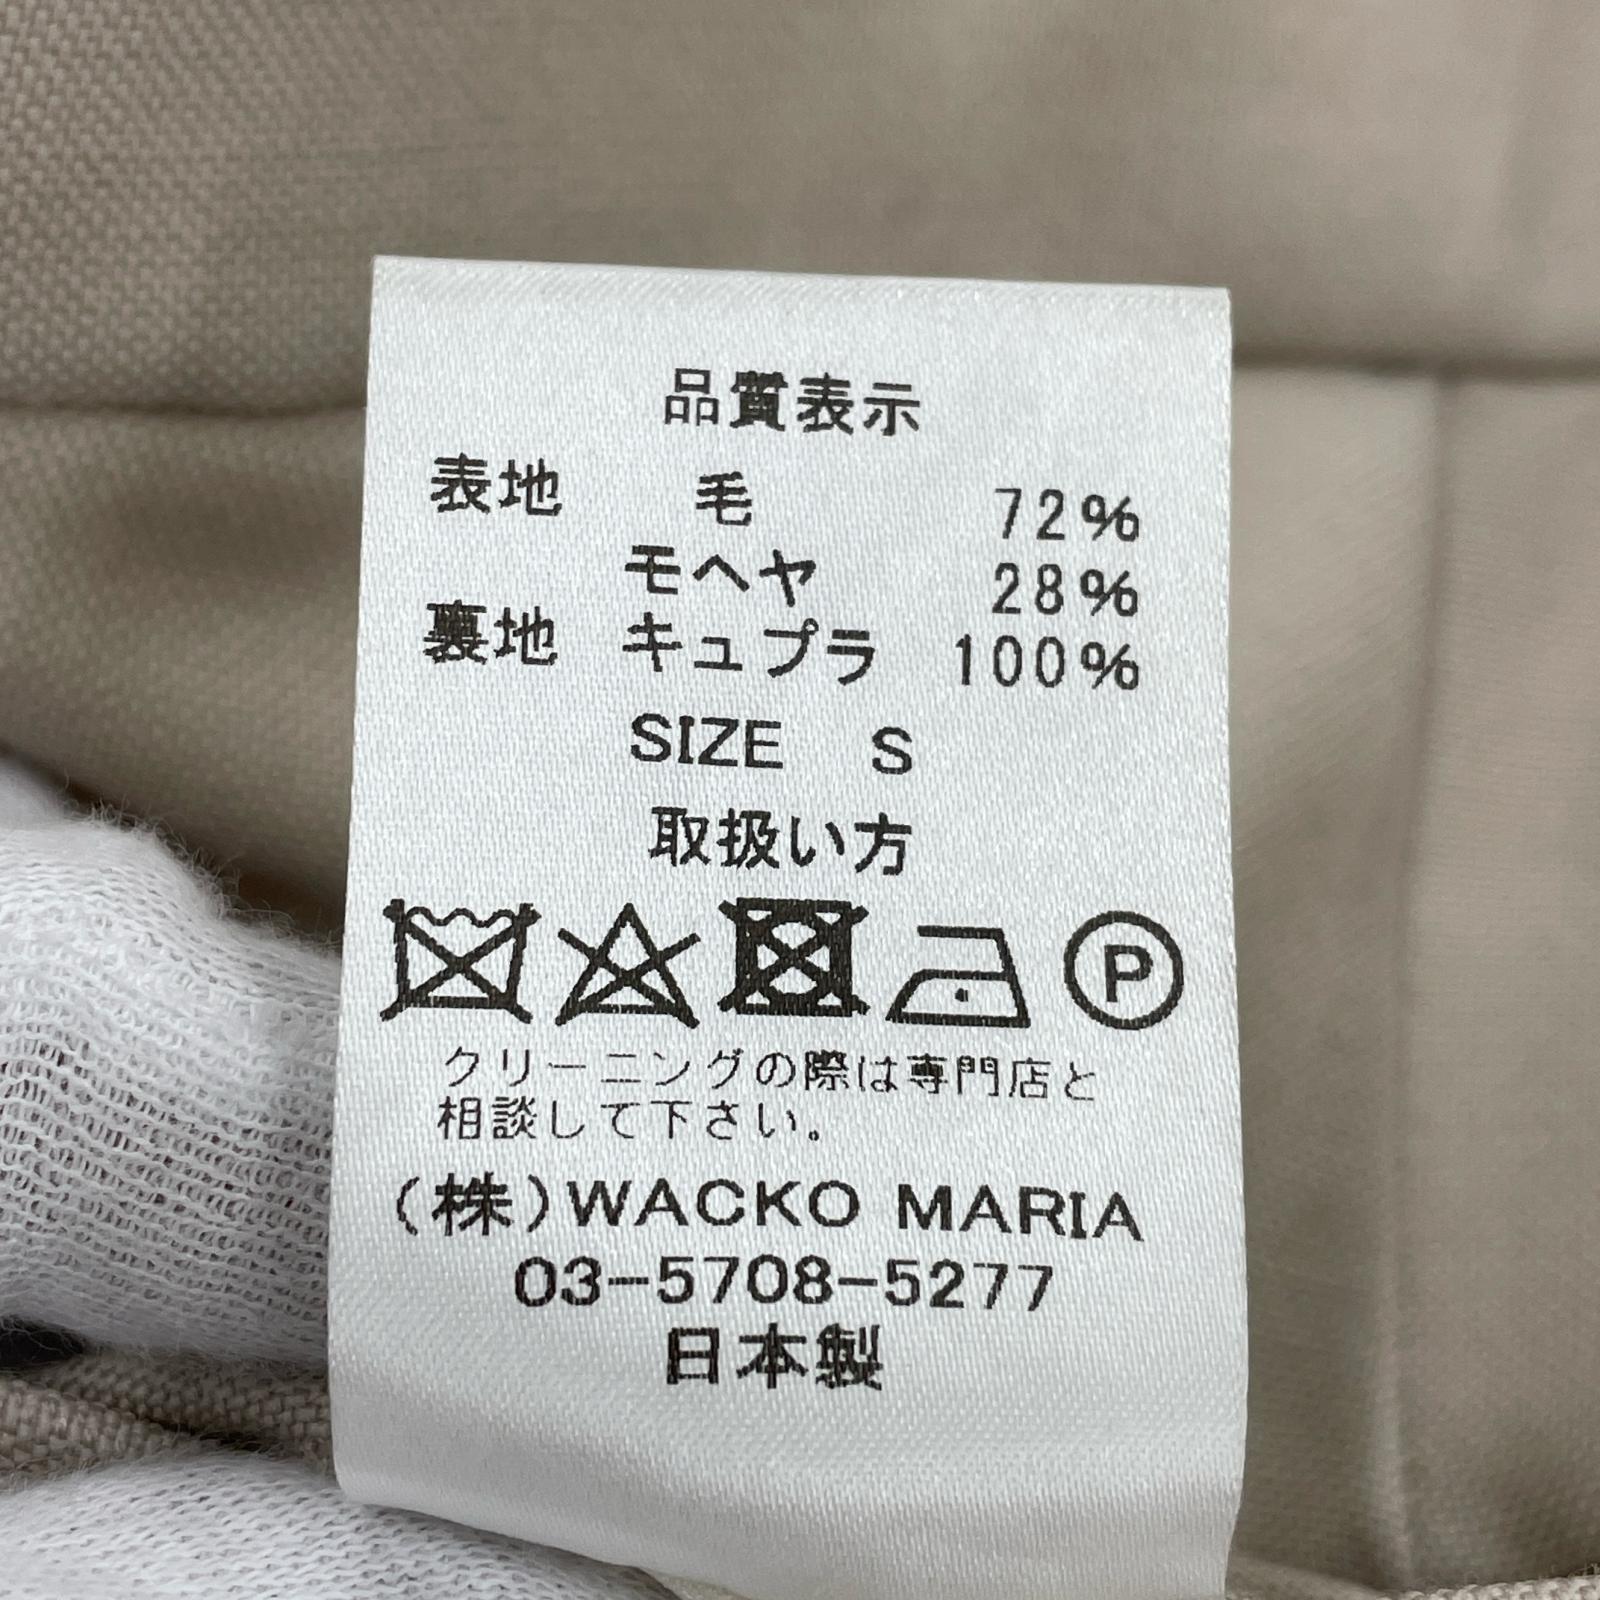 品質表示
表地 毛 72%
モヘヤ 28%
裏地 キュプラ 100%
SIZE S
取扱い方
P
クリーニングの際は専門店と
相談して下さい。
(株)WACKO MARIA
03-5708-5277
日本製